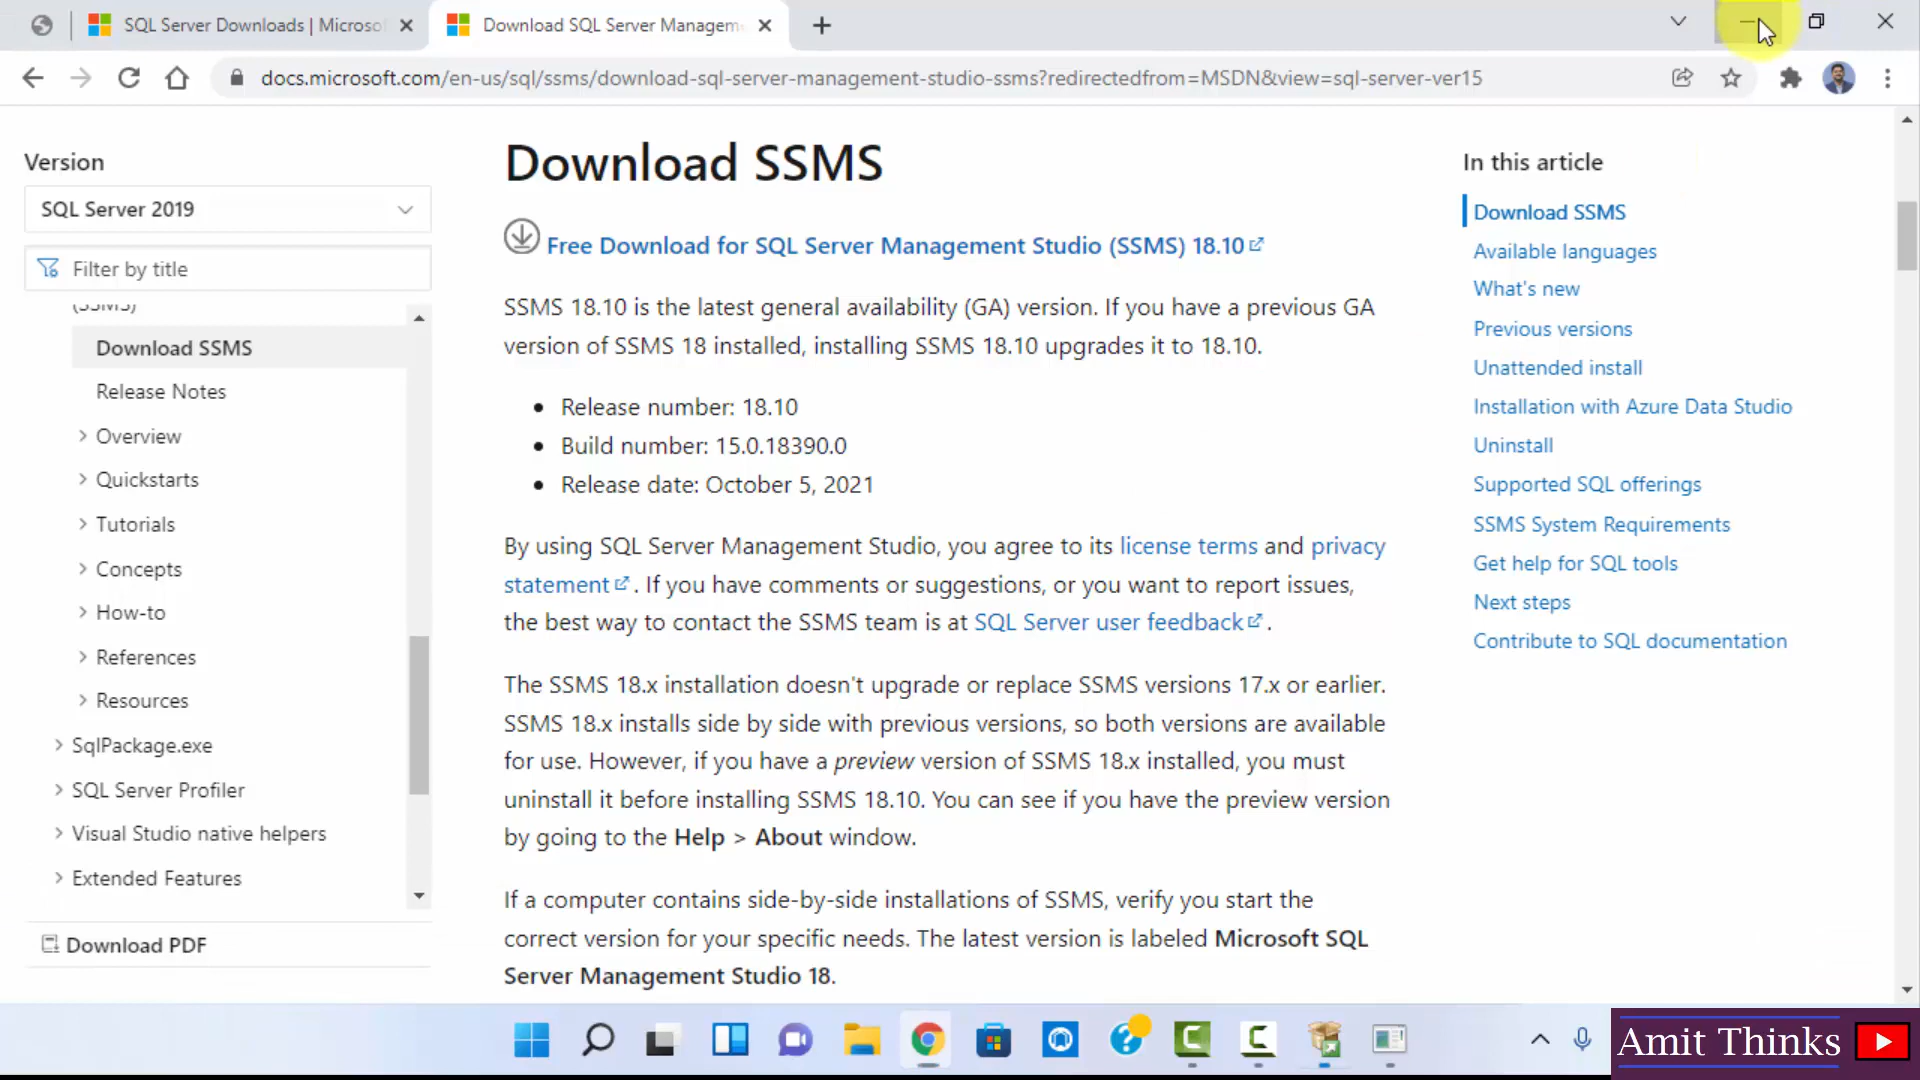 SQL Server Downloads | Microsof
Download SQL Server Managem
docs.microsoft.com/en-us/sql/ssms/download-sql-server-management-studio-ssms?redirectedfrom=MSDN&view=sql-server-ver15
Version
SQL Server 2019
Filter by title
(SSMS)
Download SSMS
Release Notes
Overview
Quickstarts
Tutorials
Concepts
How-to
References
Resources
SqlPackage.exe
SQL Server Profiler
Visual Studio native helpers
Extended Features
Download PDF
Download SSMS
Free Download for SQL Server Management Studio (SSMS) 18.10
SSMS 18.10 is the latest general availability (GA) version. If you have a previous GA
version of SSMS 18 installed, installing SSMS 18.10 upgrades it to 18.10.
• Release number: 18.10
• Build number: 15.0.18390.0
• Release date: October 5, 2021
By using SQL Server Management Studio, you agree to its license terms and privacy
statement. If you have comments or suggestions, or you want to report issues,
the best way to contact the SSMS team is at SQL Server user feedback.
The SSMS 18.x installation doesn't upgrade or replace SSMS versions 17.x or earlier.
SSMS 18.x installs side by side with previous versions, so both versions are available
for use. However, if you have a preview version of SSMS 18.x installed, you must
uninstall it before installing SSMS 18.10. You can see if you have the preview version
by going to the Help > About window.
If a computer contains side-by-side installations of SSMS, verify you start the
correct version for your specific needs. The latest version is labeled Microsoft SQL
Server Management Studio 18.
In this article
Download SSMS
Available languages
What's new
Previous versions
Unattended install
Installation with Azure Data Studio
Uninstall
Supported SQL offerings
SSMS System Requirements
Get help for SQL tools
Next steps
Contribute to SQL documentation
Amit Thinks